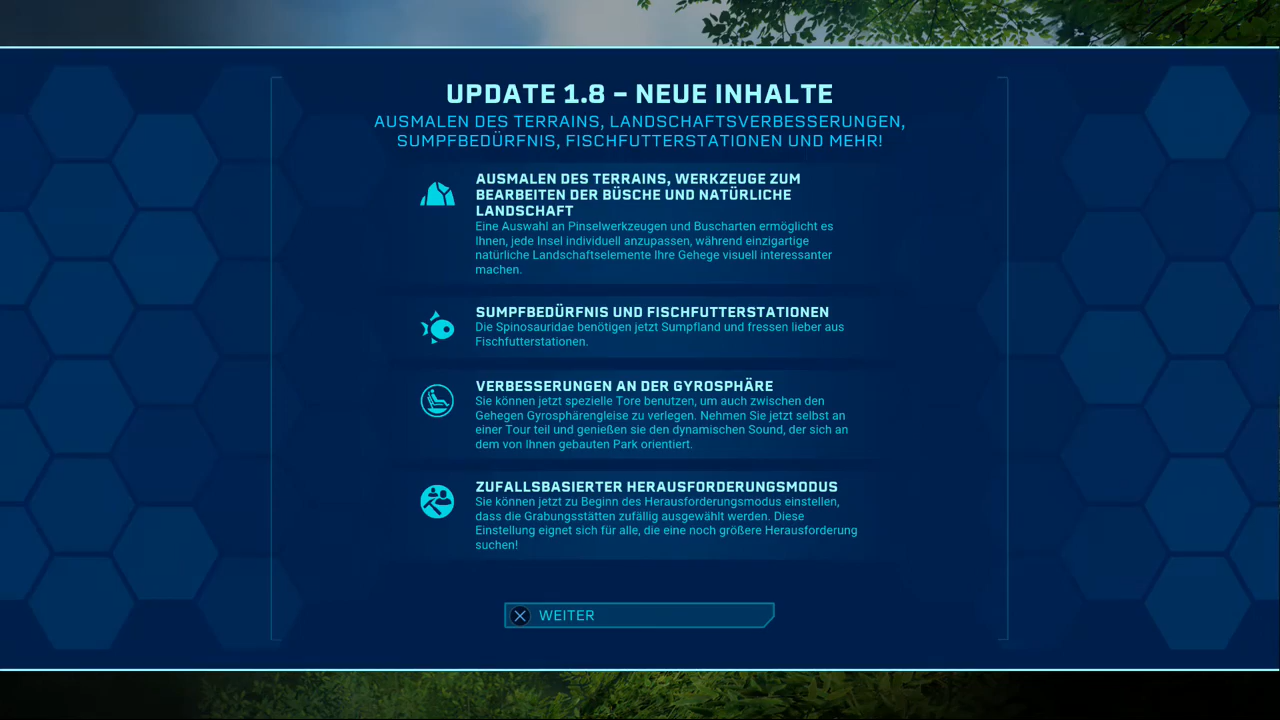 UPDATE 1.8 – NEUE INHALTE
AUSMALEN DES TERRAINS, LANDSCHAFTSVERBESSERUNGEN,
SUMPFBEDÜRFNIS, FISCHFUTTERSTATIONEN UND MEHR!
AUSMALEN DES TERRAINS, WERKZEUGE ZUM
BEARBEITEN DER BÜSCHE UND NATÜRLICHE
LANDSCHAFT
Eine Auswahl an Pinselwerkzeugen und Buscharten ermöglicht es
Ihnen, jede Insel individuell anzupassen, während einzigartige
natürliche Landschaftselemente Ihre Gehege visuell interessanter
machen.
SUMPFBEDÜRFNIS UND FISCHFUTTERSTATIONEN
Die Spinosauridae benötigen jetzt Sumpfland und fressen lieber aus
Fischfutterstationen.
VERBESSERUNGEN AN DER GYROSPHÄRE
Sie können jetzt spezielle Tore benutzen, um auch zwischen den
Gehegen Gyrosphärengleise zu verlegen. Nehmen Sie jetzt selbst an
einer Tour teil und genießen sie den dynamischen Sound, der sich an
dem von Ihnen gebauten Park orientiert.
ZUFALLSBASIERTER HERAUSFORDERUNGSMODUS
Sie können jetzt zu Beginn des Herausforderungsmodus einstellen,
dass die Grabungsstätten zufällig ausgewählt werden. Diese
Einstellung eignet sich für alle, die eine noch größere Herausforderung
suchen!
WEITER